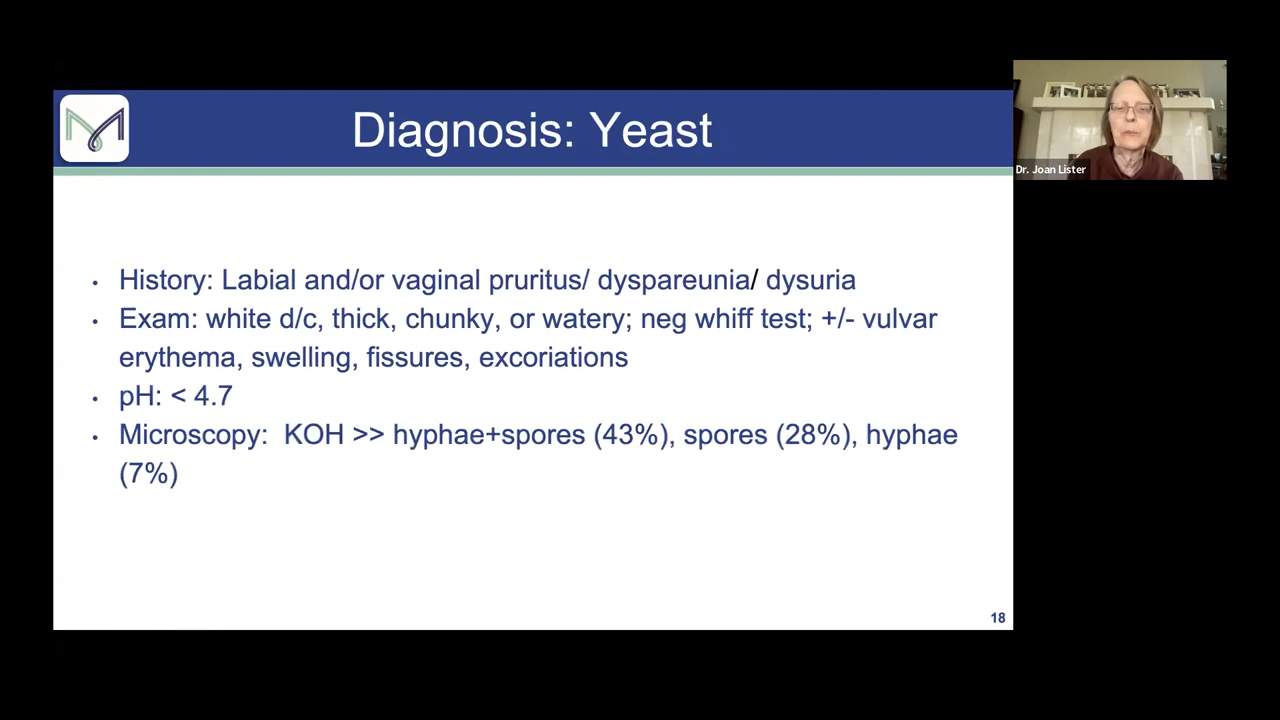 Diagnosis: Yeast
Dr. Joan Lister
• History: Labial and/or vaginal pruritus/ dyspareunia/ dysuria
• Exam: white d/c, thick, chunky, or watery; neg whiff test; +/- vulvar
erythema, swelling, fissures, excoriations
• pH: < 4.7
• Microscopy:  KOH >> hyphae+spores (43%), spores (28%), hyphae
(7%)
18